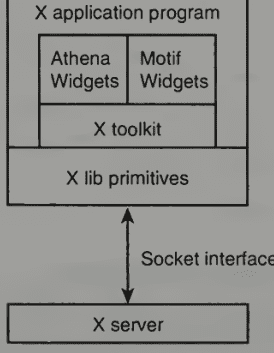 X application program
Athena Motif
Widgets Widgets
X toolkit
X lib primitives
Socket interface
X server